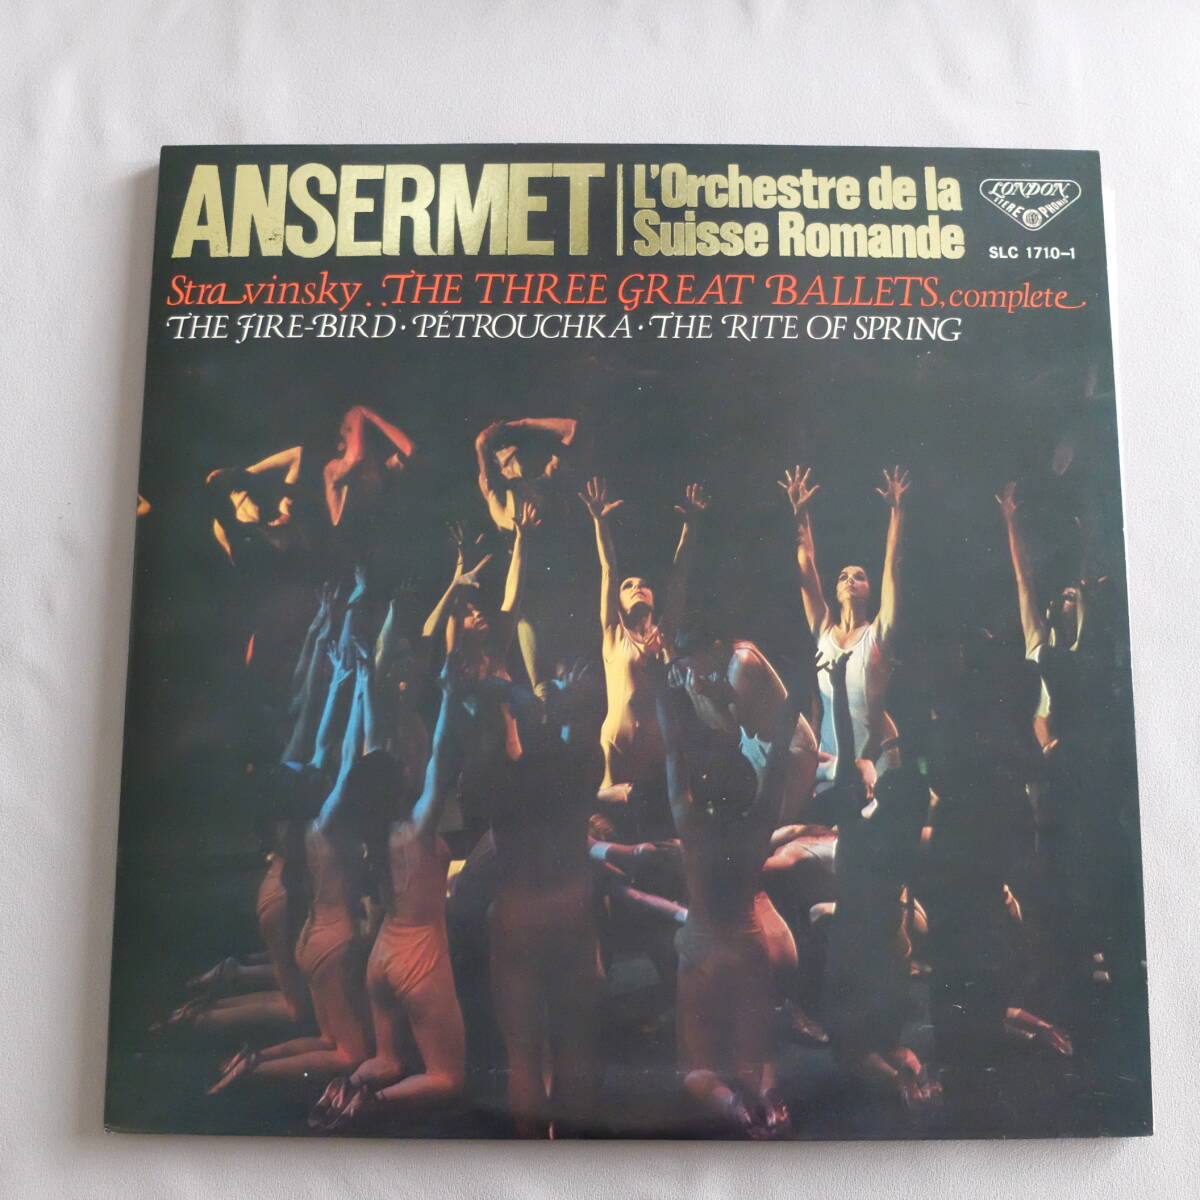 ANSERMET
L'Orchestre de la
Suisse Romande
LONDON
STEREOPHONIC
SLC 1710-1
Stravinsky..THE THREE GREAT BALLETS, complete
THE FIRE-BIRD·PÉTROUCHKA·THE RITE OF SPRING